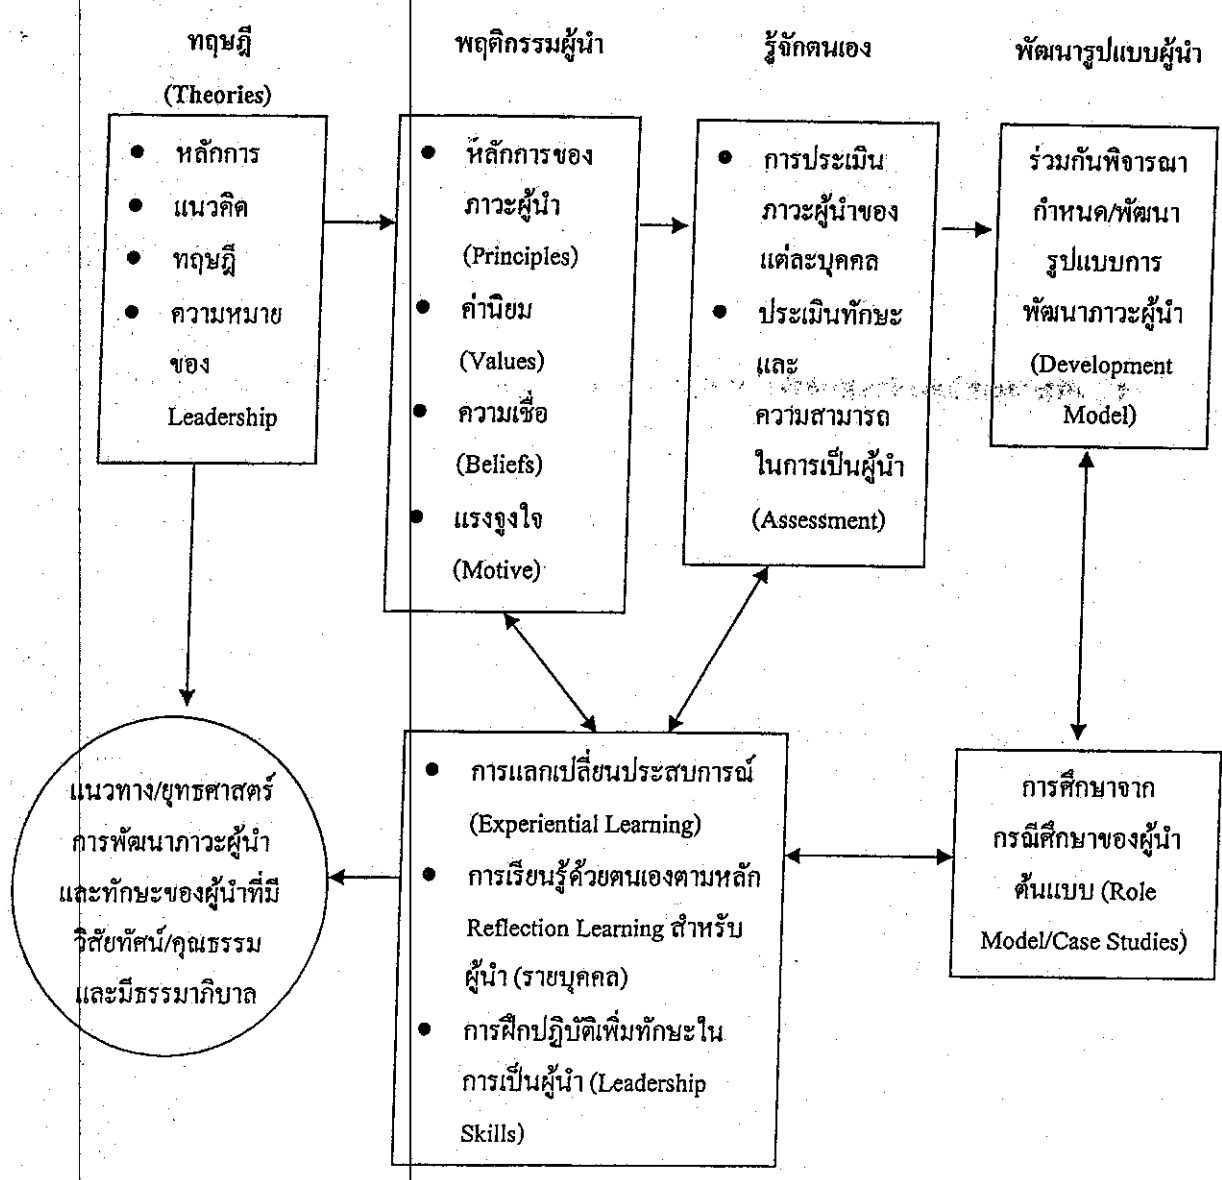 ทฤษฎี
(Theories)
● หลักการ
● แนวคิด
● ทฤษฎี
● ความหมาย
ของ
Leadership
พฤติกรรมผู้นำ
● หลักการของ
ภาวะผู้นำ
(Principles)
● ค่านิยม
(Values)
● ความเชื่อ
(Beliefs)
● แรงจูงใจ
(Motive)
รู้จักตนเอง
● การประเมิน
ภาวะผู้นำของ
แต่ละบุคคล
● ประเมินทักษะ
และ
ความสามารถ
ในการเป็นผู้นำ
(Assessment)
พัฒนารูปแบบผู้นำ
ร่วมกันพิจารณา
กำหนด/พัฒนา
รูปแบบการ
พัฒนาภาวะผู้นำ
(Development
Model)
แนวทาง/ยุทธศาสตร์
การพัฒนาภาวะผู้นำ
และทักษะของผู้นำที่มี
วิสัยทัศน์/คุณธรรม
และมีธรรมาภิบาล
● การแลกเปลี่ยนประสบการณ์
(Experiential Learning)
● การเรียนรู้ด้วยตนเองตามหลัก
Reflection Learning สำหรับ
ผู้นำ (รายบุคคล)
● การฝึกปฏิบัติเพิ่มทักษะใน
การเป็นผู้นำ (Leadership
Skills)
การศึกษาจาก
กรณีศึกษาของผู้นำ
ต้นแบบ (Role
Model/Case Studies)